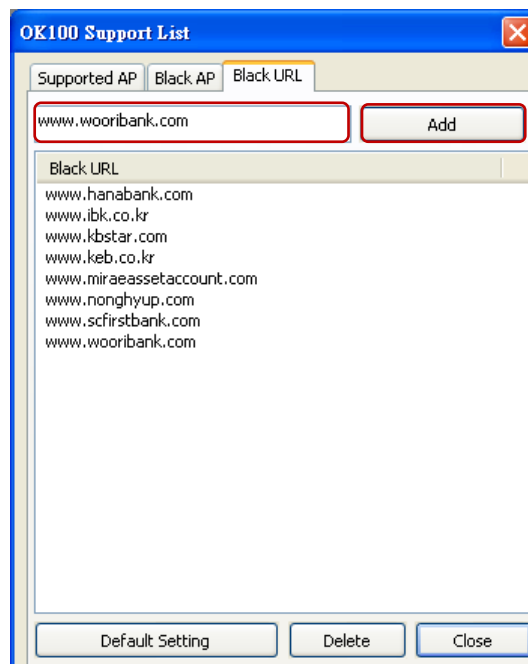 OK100 Support List
Supported AP Black AP Black URL
www.wooribank.com Add
Black URL
www.hanabank.com
www.ibk.co.kr
www.kbstar.com
www.keb.co.kr
www.miraeassetaccount.com
www.nonghyup.com
www.scfirstbank.com
www.wooribank.com
Default Setting Delete Close